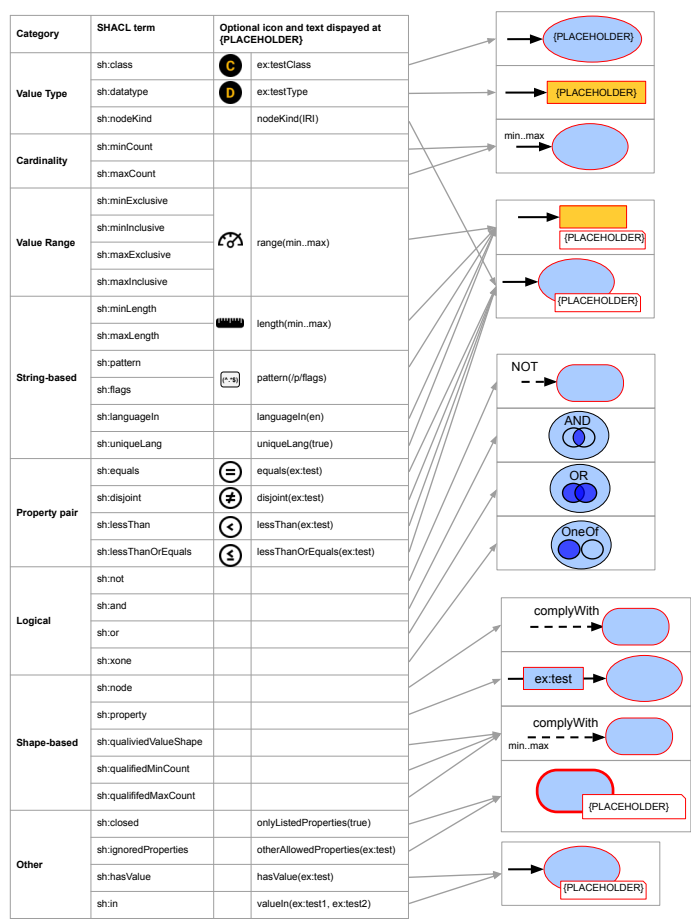 Category
SHACL term
Optional icon and text dispayed at
{PLACEHOLDER}
Value Type
sh:class
C
ex:testClass
sh:datatype
D
ex:testType
sh:nodeKind
nodeKind(IRI)
Cardinality
sh:minCount
sh:maxCount
Value Range
sh:minExclusive
sh:minInclusive
sh:maxExclusive
sh:maxInclusive
range(min..max)
String-based
sh:minLength
sh:maxLength
length(min..max)
sh:pattern
sh:flags
(^.*$)
pattern(/p/flags)
sh:languageIn
languageIn(en)
sh:uniqueLang
uniqueLang(true)
Property pair
sh:equals
=
equals(ex:test)
sh:disjoint
≠
disjoint(ex:test)
sh:lessThan
<
lessThan(ex:test)
sh:lessThanOrEquals
≤
lessThanOrEquals(ex:test)
Logical
sh:not
sh:and
sh:or
sh:xone
Shape-based
sh:node
sh:property
sh:qualiviedValueShape
sh:qualifiedMinCount
sh:qualififedMaxCount
Other
sh:closed
onlyListedProperties(true)
sh:ignoredProperties
otherAllowedProperties(ex:test)
sh:hasValue
hasValue(ex:test)
sh:in
valueIn(ex:test1, ex:test2)
{PLACEHOLDER}
{PLACEHOLDER}
min..max
{PLACEHOLDER}
{PLACEHOLDER}
NOT
AND
OR
OneOf
complyWith
ex:test
complyWith
min..max
{PLACEHOLDER}
{PLACEHOLDER}